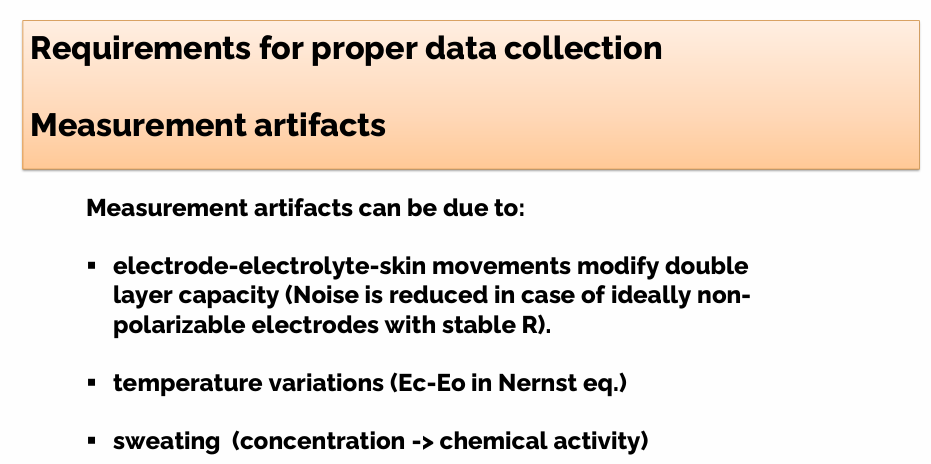 Requirements for proper data collection
Measurement artifacts
Measurement artifacts can be due to:
▪ electrode-electrolyte-skin movements modify double
layer capacity (Noise is reduced in case of ideally non-
polarizable electrodes with stable R).
▪ temperature variations (Ec-Eo in Nernst eq.)
▪ sweating  (concentration -> chemical activity)